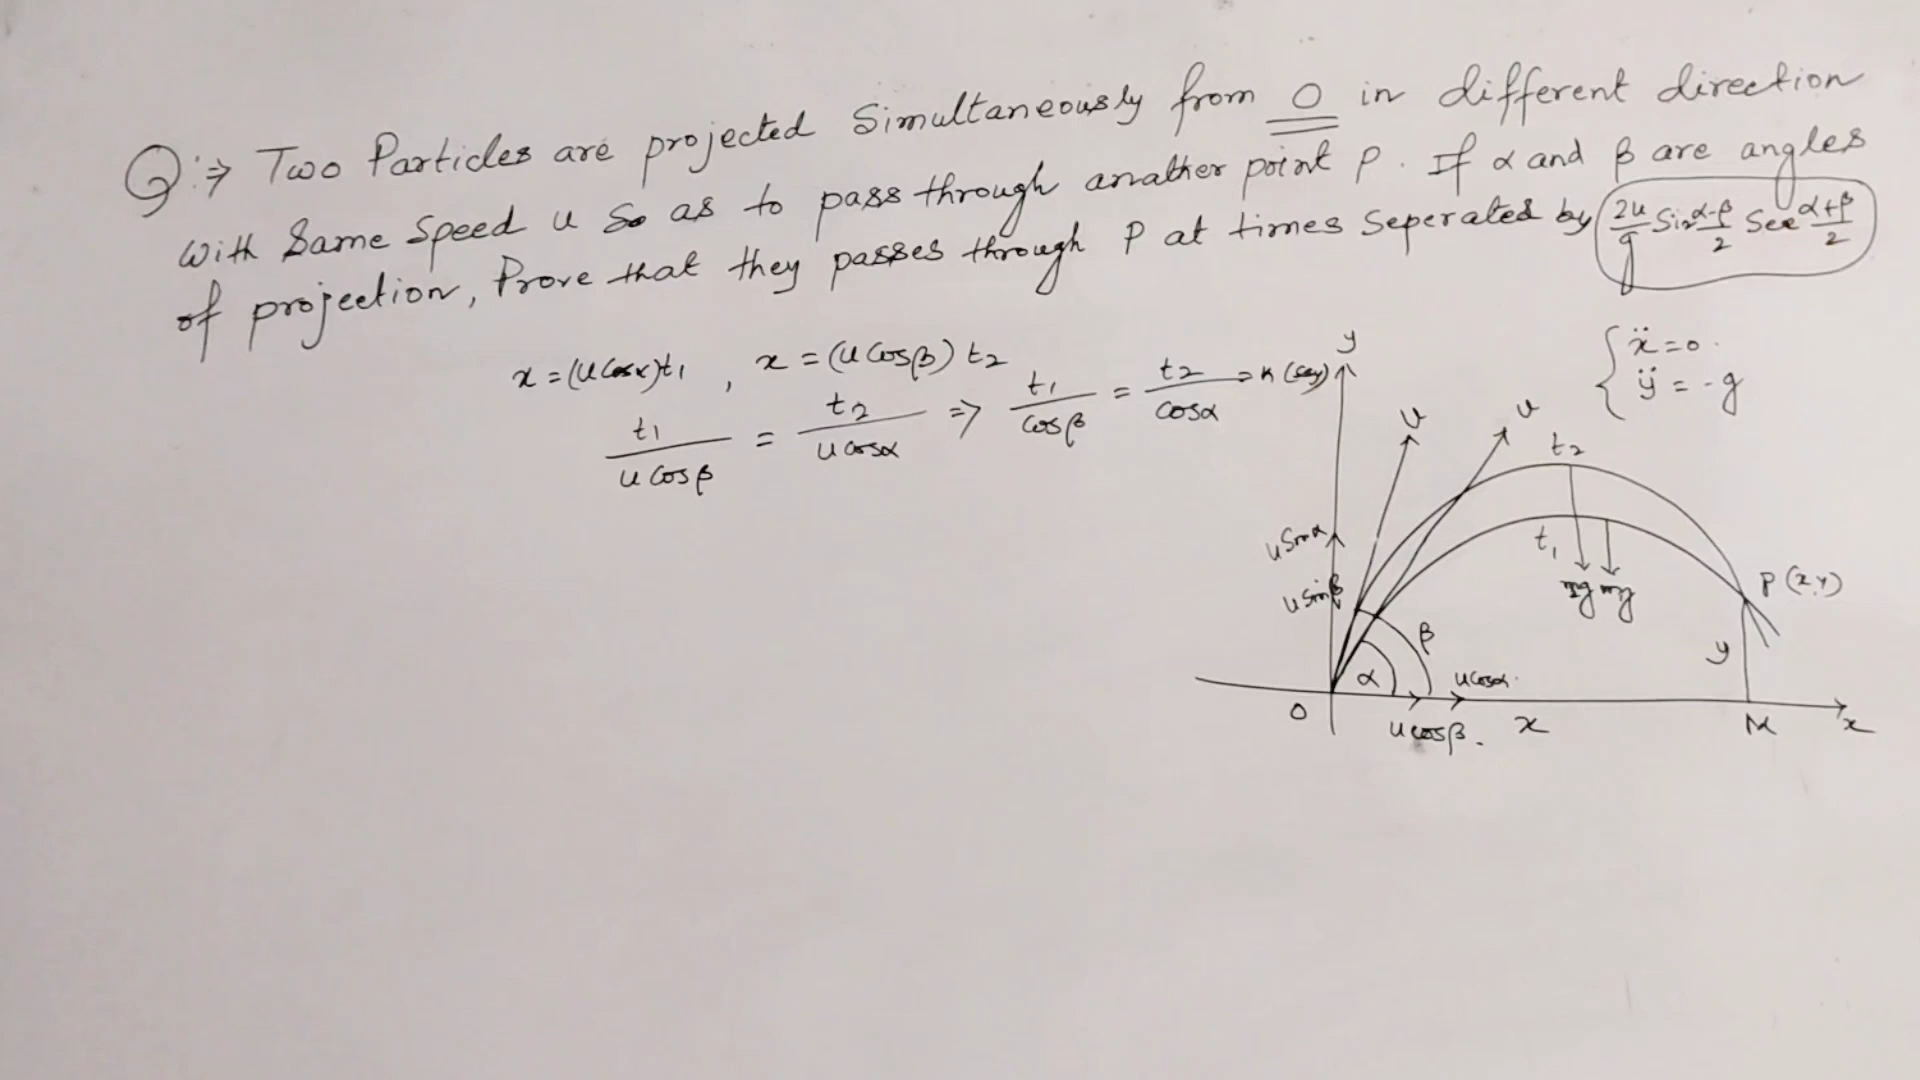 Q:⇒ Two Particles are projected Simultaneously from O in different direction
With Same Speed u So as to pass through another point P. If α and β are angles
of projection, Prove that they passes through P at times seperated by 2u/g Sin α-β/2 Sec α+β/2
x = (u cosα)t₁ , x = (u cosβ) t₂
t₁/u cosβ = t₂/u cosα ⇒ t₁/cosβ = t₂/cosα = K (say)
ẍ = 0.
ÿ = -g
y
u
u
t₂
t₁
u sinα
u sinβ
mg mg
P (x,y)
β
α
y
u cosα.
O
u cosβ.
x
M
x